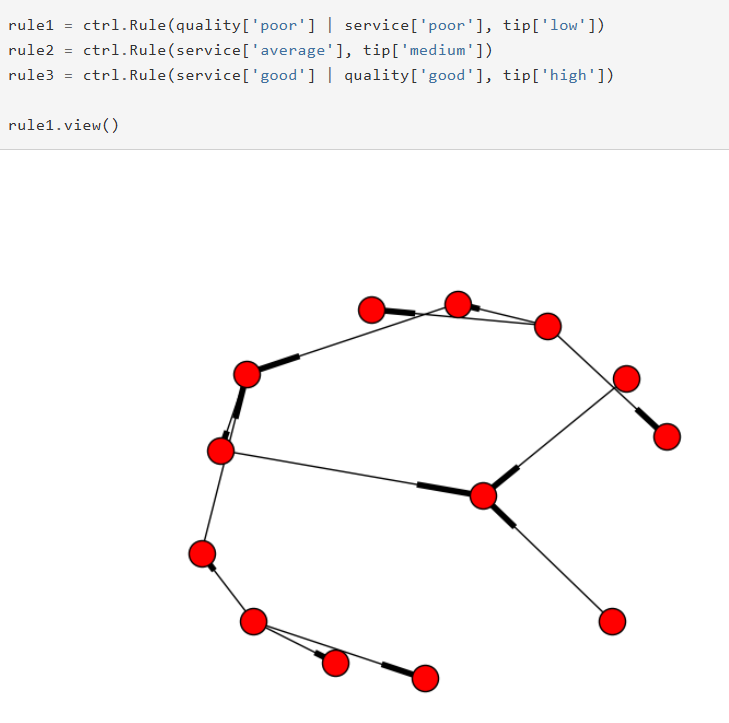 rule1 = ctrl.Rule(quality['poor'] | service['poor'], tip['low'])
rule2 = ctrl.Rule(service['average'], tip['medium'])
rule3 = ctrl.Rule(service['good'] | quality['good'], tip['high'])
rule1.view()